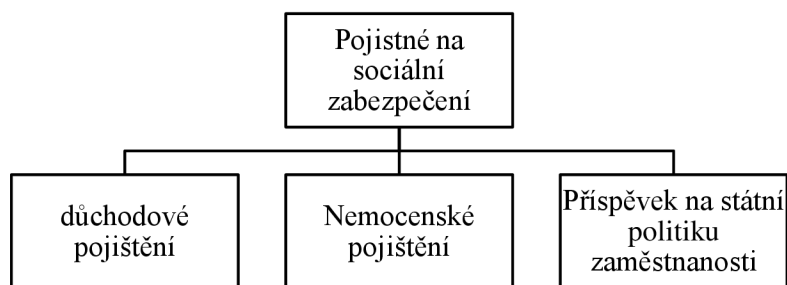 Pojistné na
sociální
zabezpečení
důchodové
pojištění
Nemocenské
pojištění
Příspěvek na státní
politiku
zaměstnanosti